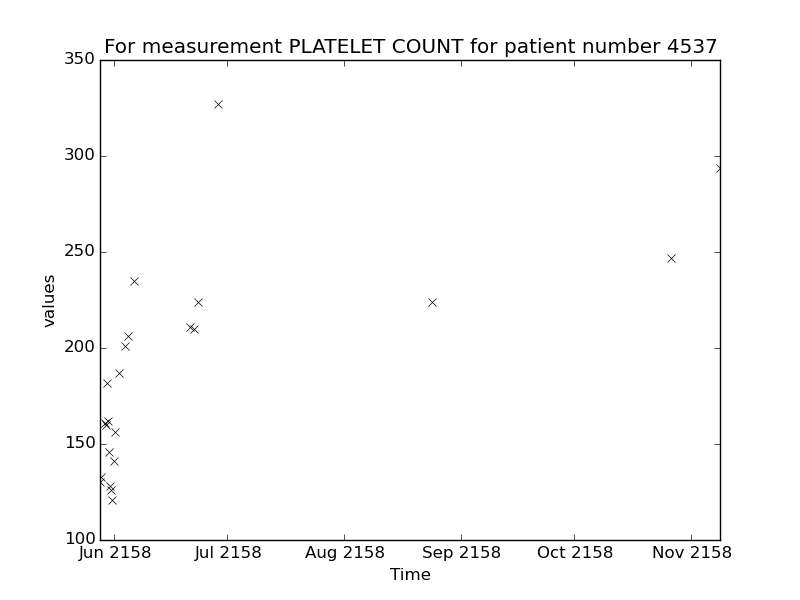 For measurement PLATELET COUNT for patient number 4537
350
300
250
200
150
100
values
Jun 2158 Jul 2158 Aug 2158 Sep 2158 Oct 2158 Nov 2158
Time